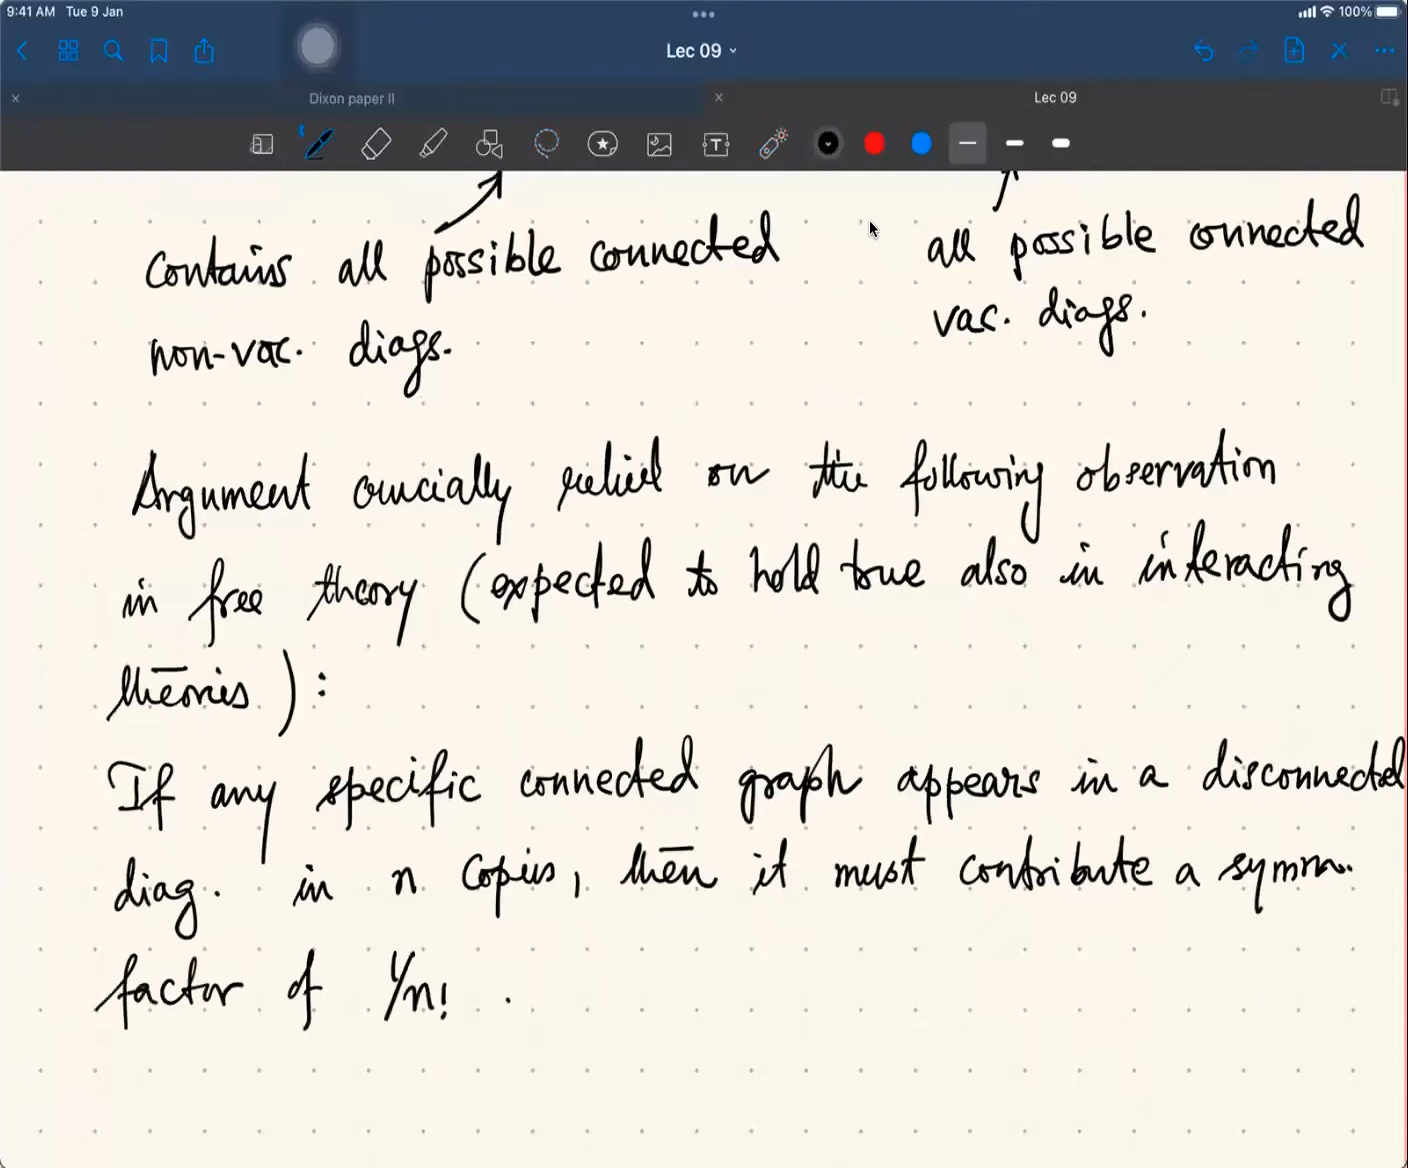 9:41 AM Tue 9 Jan 100%
Lec 09
Dixon paper II Lec 09
T
contains all possible connected
non-vac. diags.
all possible connected
vac. diags.
Argument crucially relied on the following observation
in free theory (expected to hold true also in interacting
theories):
If any specific connected graph appears in a disconnected
diag. in n copies, then it must contribute a symm.
factor of 1/n! .